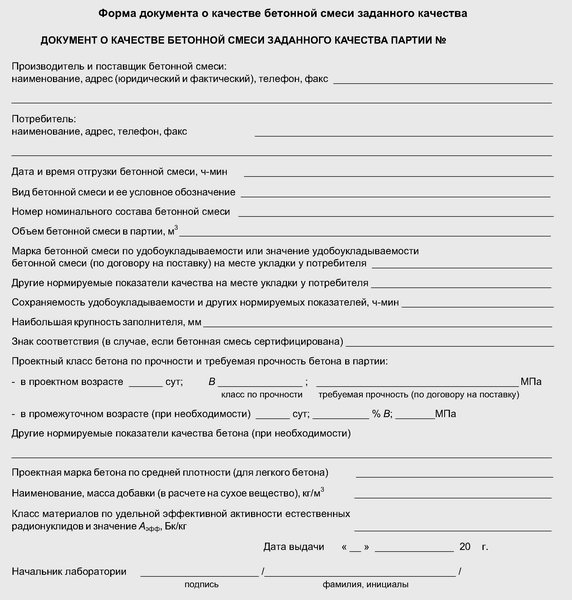 Форма документа о качестве бетонной смеси заданного качества
ДОКУМЕНТ О КАЧЕСТВЕ БЕТОННОЙ СМЕСИ ЗАДАННОГО КАЧЕСТВА ПАРТИИ №
Производитель и поставщик бетонной смеси:
наименование, адрес (юридический и фактический), телефон, факс
Потребитель:
наименование, адрес, телефон, факс
Дата и время отгрузки бетонной смеси, ч-мин
Вид бетонной смеси и ее условное обозначение
Номер номинального состава бетонной смеси
Объем бетонной смеси в партии, м³
Марка бетонной смеси по удобоукладываемости или значение удобоукладываемости
бетонной смеси (по договору на поставку) на месте укладки у потребителя
Другие нормируемые показатели качества на месте укладки у потребителя
Сохраняемость удобоукладываемости и других нормируемых показателей, ч-мин
Наибольшая крупность заполнителя, мм
Знак соответствия (в случае, если бетонная смесь сертифицирована)
Проектный класс бетона по прочности и требуемая прочность бетона в партии:
- в проектном возрасте ______ сут; В ____________ ; ____________ МПа
класс по прочности требуемая прочность (по договору на поставку)
- в промежуточном возрасте (при необходимости) ______ сут; _________ % В; _______МПа
Другие нормируемые показатели качества бетона (при необходимости)
Проектная марка бетона по средней плотности (для легкого бетона)
Наименование, масса добавки (в расчете на сухое вещество), кг/м³
Класс материалов по удельной эффективной активности естественных
радионуклидов и значение Аэфф, Бк/кг
Дата выдачи « __ » ____________ 20 г.
Начальник лаборатории ____________ /____________ /
подпись фамилия, инициалы